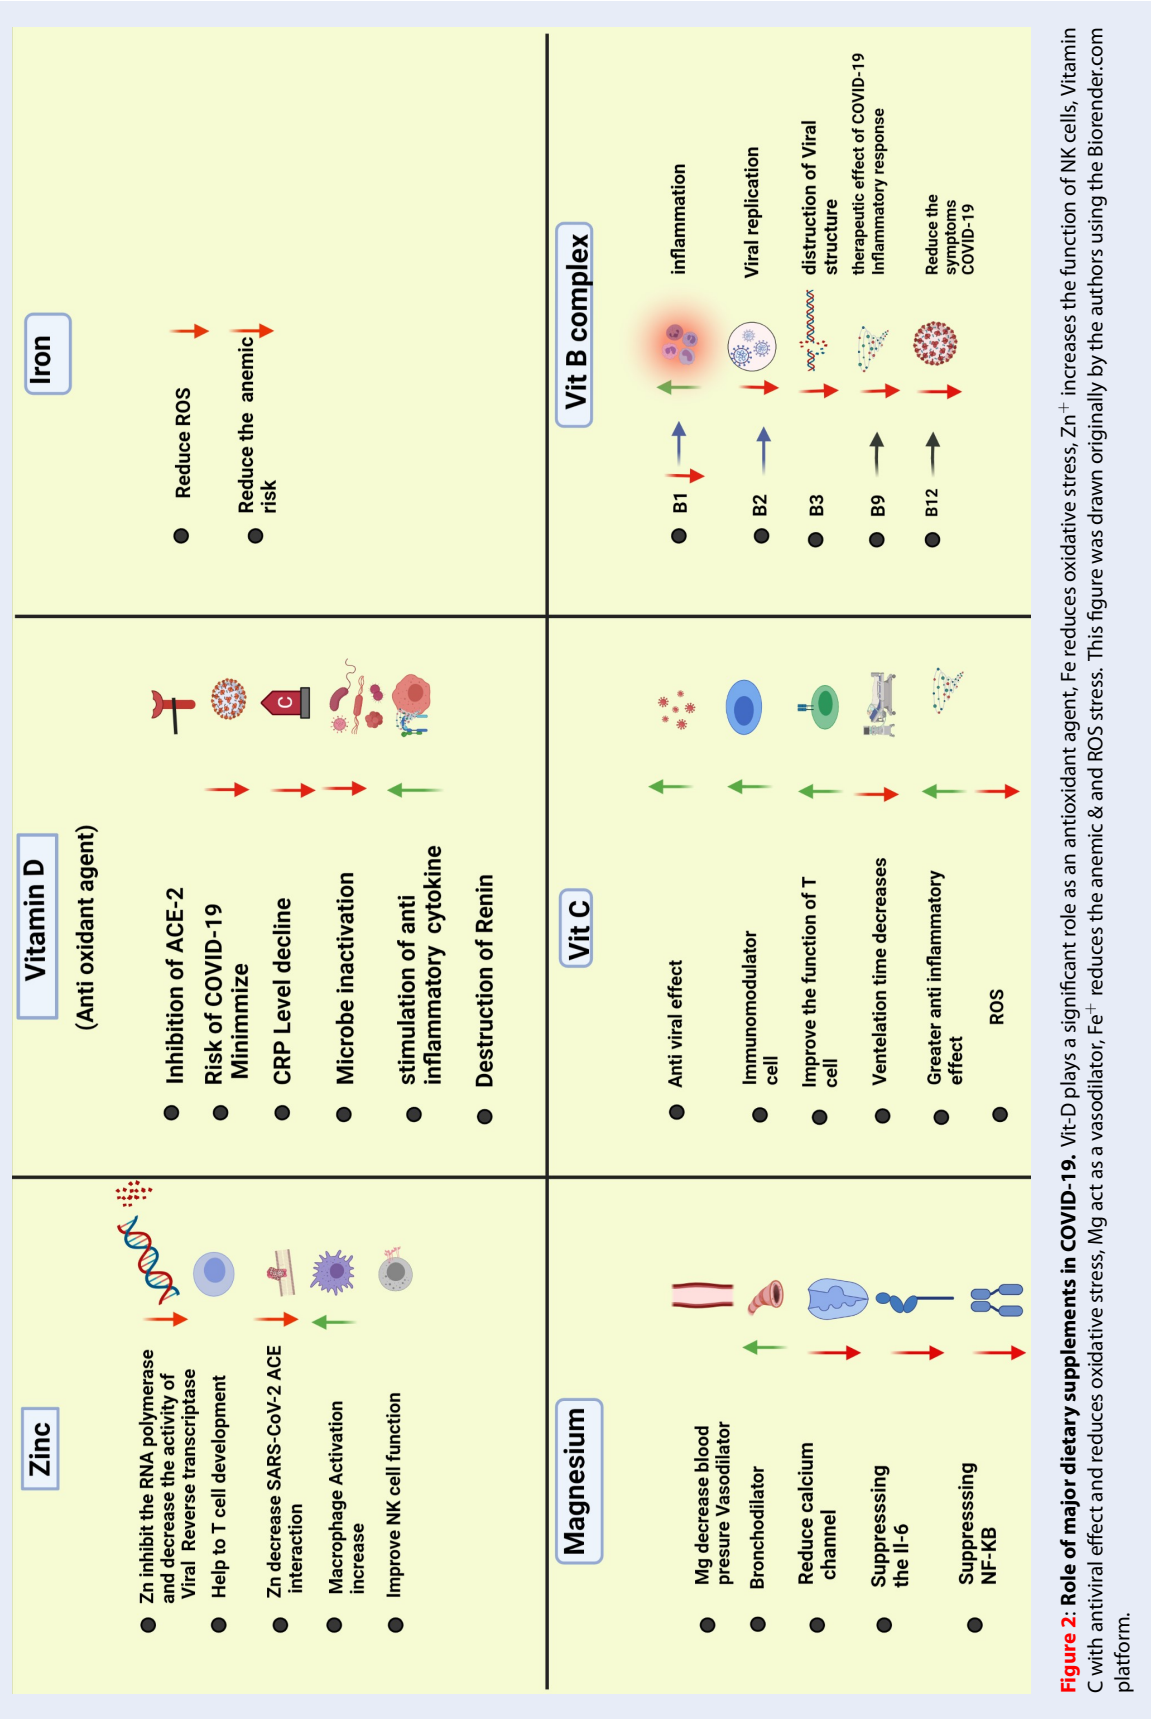 Zinc
Zn inhibit the RNA polymerase
and decrease the activity of
Viral Reverse transcriptase
Help to T cell development
Zn decrease SARS-CoV-2 ACE
interaction
Macrophage Activation
increase
Improve NK cell function
Vitamin D
(Anti oxidant agent)
Inhibition of ACE-2
Risk of COVID-19
Minimmize
CRP Level decline
C
Microbe inactivation
stimulation of anti
inflammatory cytokine
Destruction of Renin
Iron
Reduce ROS
Reduce the anemic
risk
Magnesium
Mg decrease blood
presure Vasodilator
Bronchodilator
Reduce calcium
channel
Suppresssing
the Il-6
Suppresssing
NF-KB
Vit C
Anti viral effect
Immunomodulator
cell
Improve the function of T
cell
Ventelation time decreases
Greater anti inflammatory
effect
ROS
Vit B complex
B1
inflammation
B2
Viral replication
B3
distruction of Viral
structure
B9
therapeutic effect of COVID-19
Inflammatory response
B12
Reduce the
symptoms
COVID-19
Figure 2: Role of major dietary supplements in COVID-19. Vit-D plays a significant role as an antioxidant agent, Fe reduces oxidative stress, Zn⁺ increases the function of NK cells, Vitamin
C with antiviral effect and reduces oxidative stress, Mg act as a vasodilator, Fe⁺ reduces the anemic & and ROS stress. This figure was drawn originally by the authors using the Biorender.com
platform.